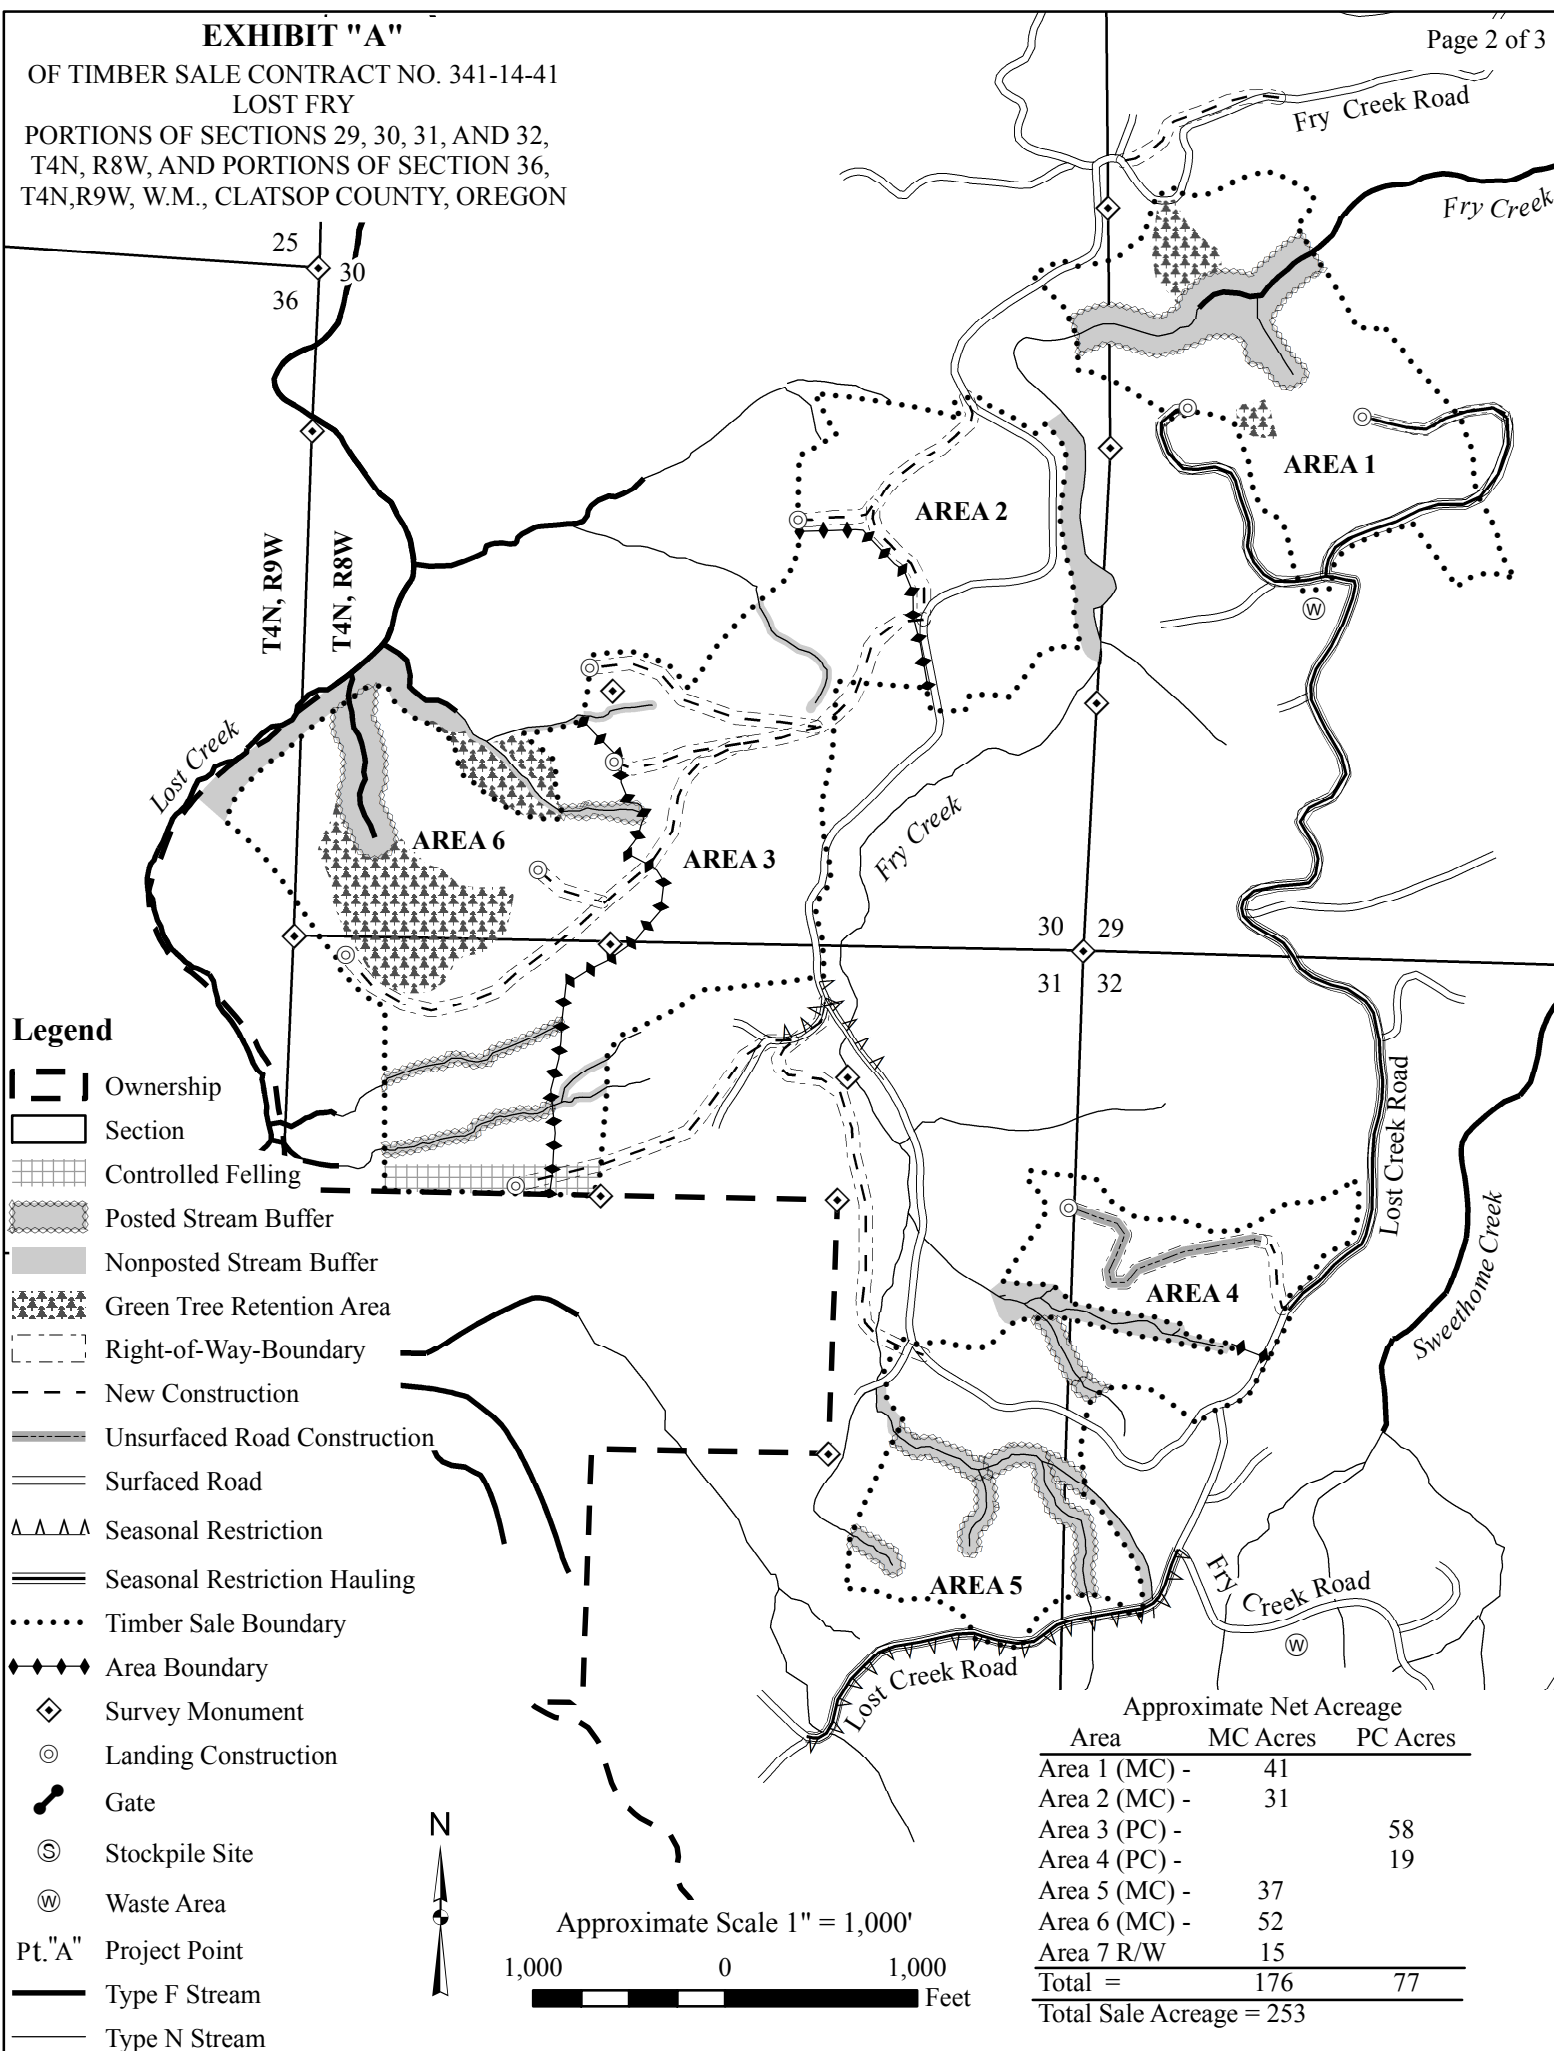 EXHIBIT "A"
OF TIMBER SALE CONTRACT NO. 341-14-41
LOST FRY
PORTIONS OF SECTIONS 29, 30, 31, AND 32,
T4N, R8W, AND PORTIONS OF SECTION 36,
T4N,R9W, W.M., CLATSOP COUNTY, OREGON
Page 2 of 3
Fry Creek Road
Fry Creek
25
30
36
AREA 1
AREA 2
T4N, R9W
T4N, R8W
W
Lost Creek
AREA 6
AREA 3
Fry Creek
30
29
31
32
Lost Creek Road
Sweethome Creek
AREA 4
AREA 5
Fry Creek Road
W
Lost Creek Road
Legend
Ownership
Section
Controlled Felling
Posted Stream Buffer
Nonposted Stream Buffer
Green Tree Retention Area
Right-of-Way-Boundary
New Construction
Unsurfaced Road Construction
Surfaced Road
Seasonal Restriction
Seasonal Restriction Hauling
Timber Sale Boundary
Area Boundary
Survey Monument
Landing Construction
Gate
S Stockpile Site
W Waste Area
Pt."A" Project Point
Type F Stream
Type N Stream
N
Approximate Scale 1" = 1,000'
1,000 0 1,000
Feet
Approximate Net Acreage
Area MC Acres PC Acres
Area 1 (MC) - 41
Area 2 (MC) - 31
Area 3 (PC) - 58
Area 4 (PC) - 19
Area 5 (MC) - 37
Area 6 (MC) - 52
Area 7 R/W 15
Total = 176 77
Total Sale Acreage = 253